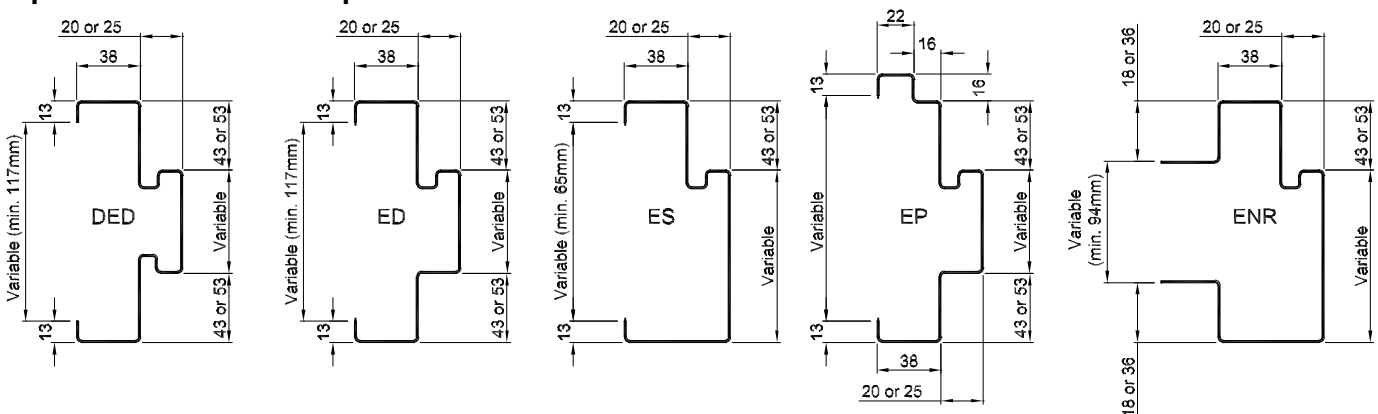 20 or 25
38
13
Variable (min. 117mm)
13
DED
43 or 53
Variable
43 or 53
20 or 25
38
13
Variable (min. 117mm)
13
ED
43 or 53
Variable
43 or 53
20 or 25
38
13
Variable (min. 65mm)
13
ES
43 or 53
Variable
22
16
13
16
Variable
13
EP
43 or 53
Variable
43 or 53
38
20 or 25
20 or 25
38
18 or 36
Variable
(min. 94mm)
18 or 36
ENR
43 or 53
Variable